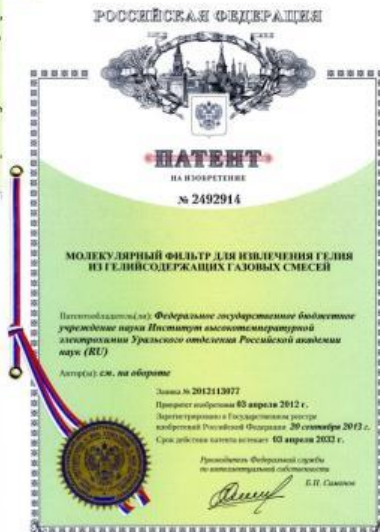 РОССИЙСКАЯ ФЕДЕРАЦИЯ
ПАТЕНТ
НА ИЗОБРЕТЕНИЕ
№ 2492914
МОЛЕКУЛЯРНЫЙ ФИЛЬТР ДЛЯ ИЗВЛЕЧЕНИЯ ГЕЛИЯ
ИЗ ГЕЛИЙСОДЕРЖАЩИХ ГАЗОВЫХ СМЕСЕЙ
Патентообладатель(ли): Федеральное государственное бюджетное
учреждение науки Институт высокотемпературной
электрохимии Уральского отделения Российской академии
наук (RU)
Автор(ы): см. на обороте
Заявка № 2012113077
Приоритет изобретения 03 апреля 2012 г.
Зарегистрировано в Государственном реестре
изобретений Российской Федерации 20 сентября 2013 г.
Срок действия патента истекает 03 апреля 2032 г.
Руководитель Федеральной службы
по интеллектуальной собственности
Б.П. Симонов